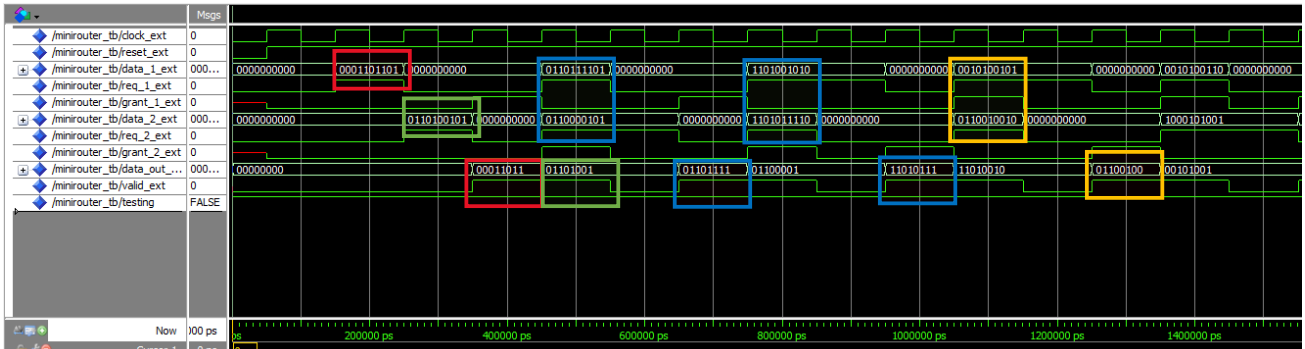 Msgs
/minirouter_tb/clock_ext 0
/minirouter_tb/reset_ext 0
/minirouter_tb/data_1_ext 000... 0000000000 0001101101 0000000000 0110111101 0000000000 1101001010 0000000000 0010100101 0000000000 0010100110 0000000000
/minirouter_tb/req_1_ext 0
/minirouter_tb/grant_1_ext 0
/minirouter_tb/data_2_ext 000... 0000000000 0110100101 0000000000 0110000101 0000000000 1101011110 0000000000 0110010010 0000000000 1000101001
/minirouter_tb/req_2_ext 0
/minirouter_tb/grant_2_ext 0
/minirouter_tb/data_out_... 000... 00000000 00011011 01101001 01101111 01100001 11010111 11010010 01100100 00101001
/minirouter_tb/valid_ext 0
/minirouter_tb/testing FALSE
Now 000 ps ps 200000 ps 400000 ps 600000 ps 800000 ps 1000000 ps 1200000 ps 1400000 ps